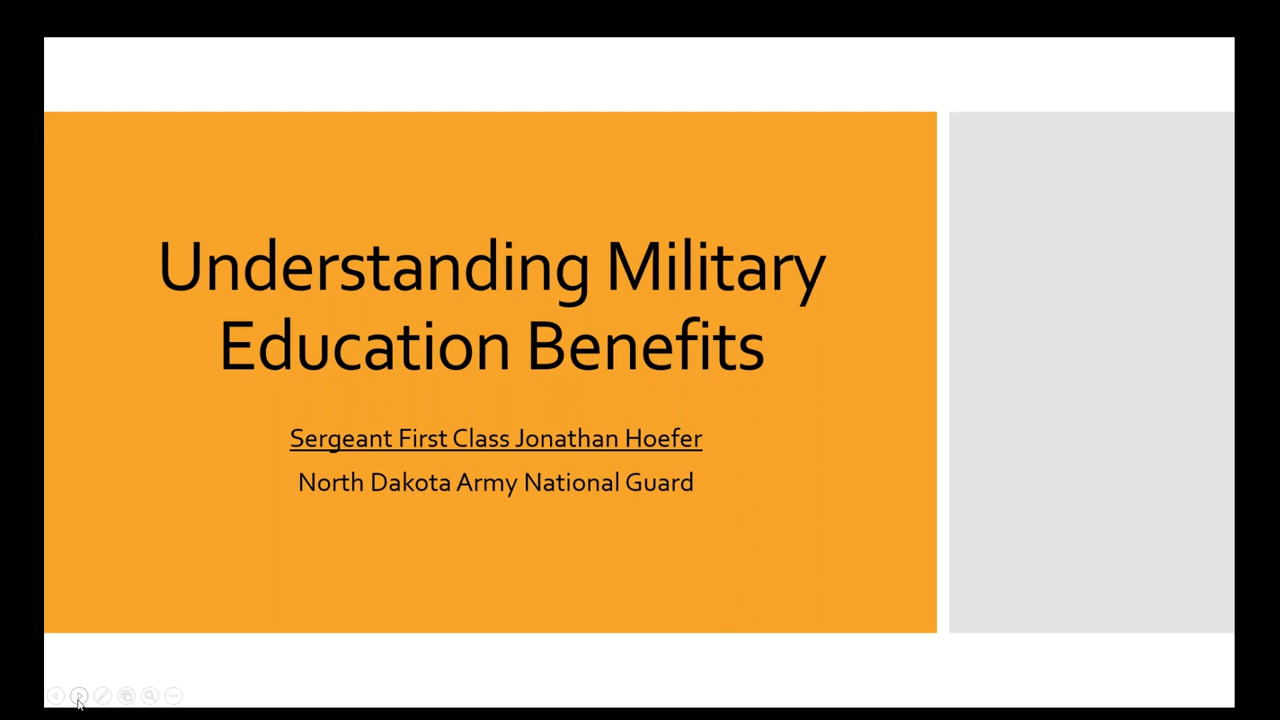 Understanding Military
Education Benefits
Sergeant First Class Jonathan Hoefer
North Dakota Army National Guard